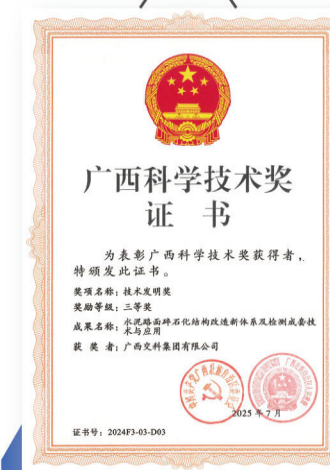 广西科学技术奖
证 书
为表彰广西科学技术奖获得者，
特颁发此证书。
奖项名称：技术发明奖
奖励等级：三等奖
成果名称：水泥路面碎石化结构改造新体系及检测成套技
术与应用
获 奖 者：广西交科集团有限公司
2025 年 7 月
证书号：2024F3-03-D03